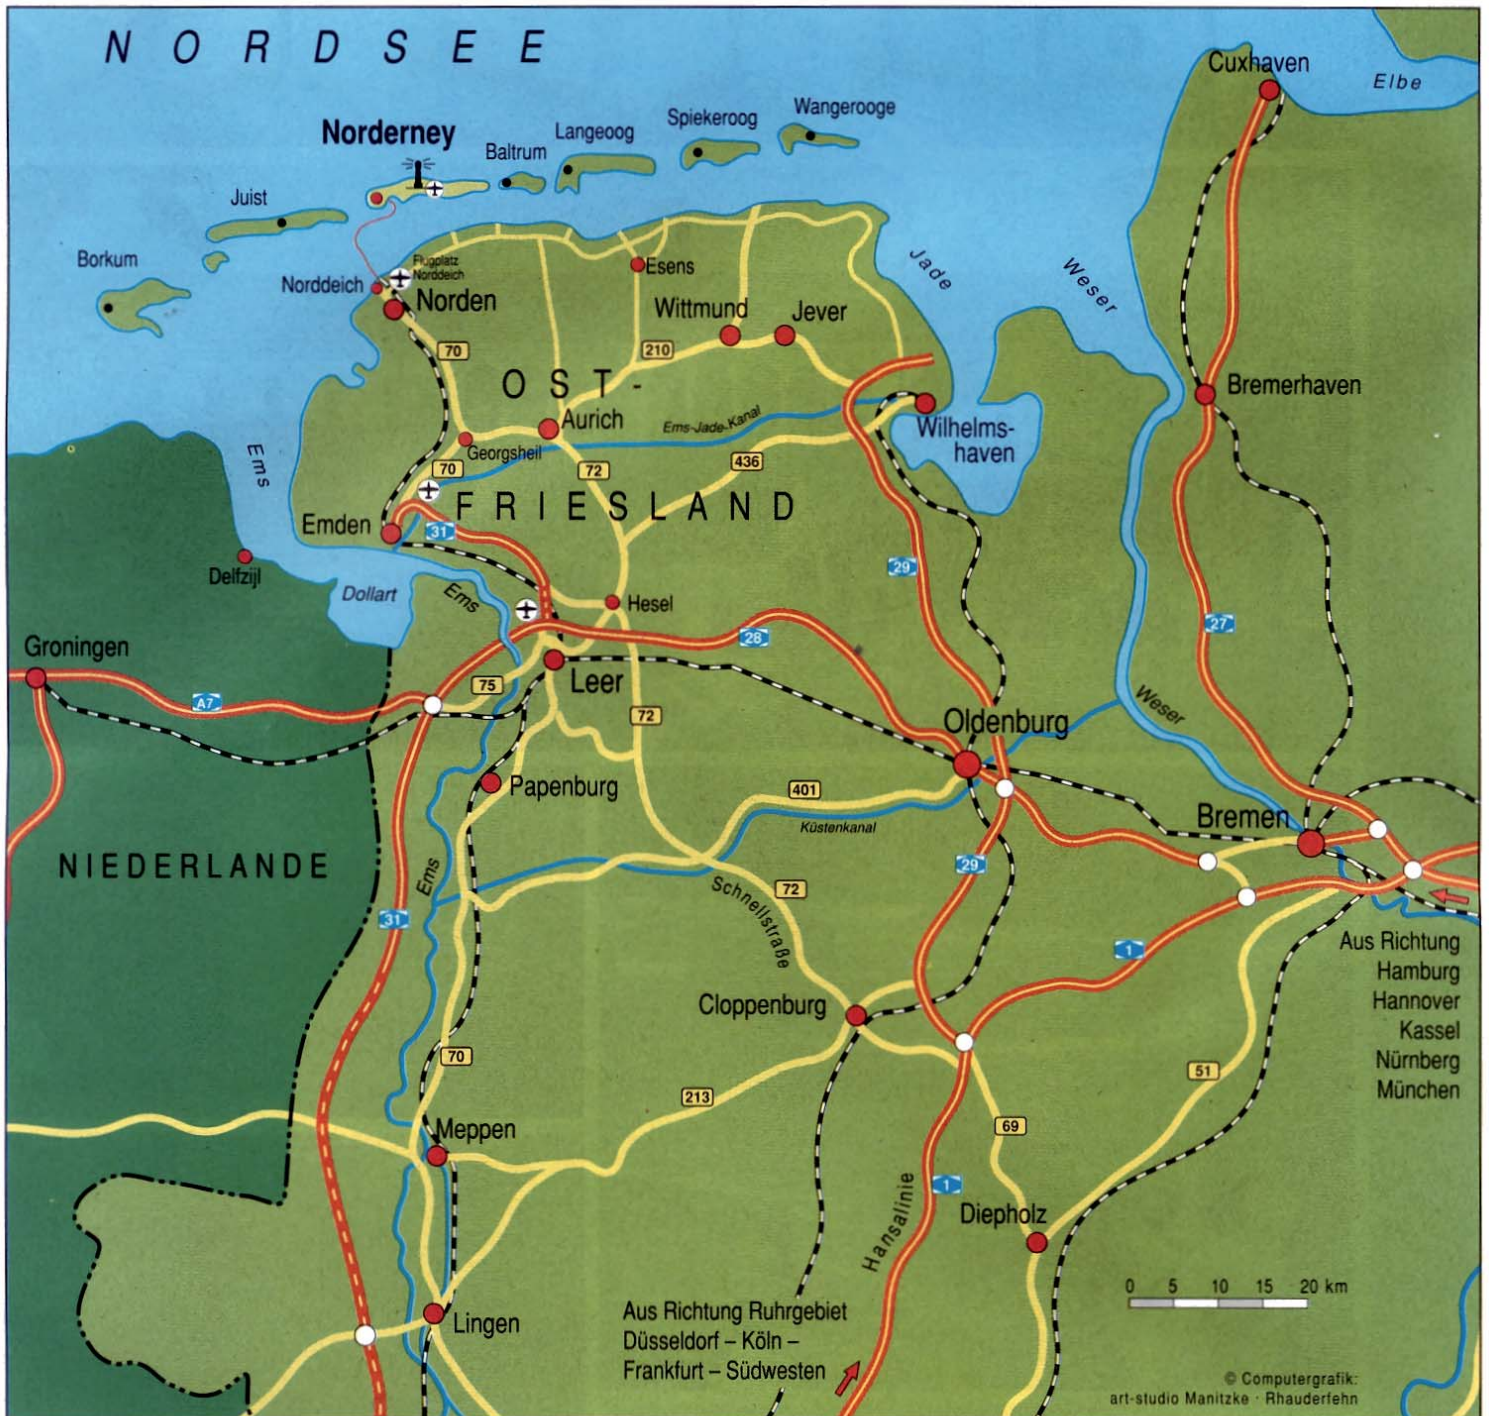 NORDSEE
Cuxhaven
Elbe
Wangerooge
Spiekeroog
Langeoog
Norderney
Baltrum
Juist
Borkum
Norddeich
Flugplatz
Norddeich
Norden
Esens
Jade
Weser
Wittmund
Jever
70
210
OST-
Bremerhaven
Aurich
Ems-Jade-Kanal
Wilhelms-
haven
Georgsheil
Ems
70
72
436
FRIESLAND
Emden
31
29
Delfzijl
Dollart
Ems
Hesel
28
27
Groningen
Leer
75
A7
72
Oldenburg
Weser
Papenburg
401
Küstenkanal
Bremen
NIEDERLANDE
Ems
29
Schnellstraße
72
31
1
Aus Richtung
Hamburg
Hannover
Kassel
Nürnberg
München
Cloppenburg
70
51
213
Meppen
69
Hansalinie
1
Diepholz
0 5 10 15 20 km
Lingen
Aus Richtung Ruhrgebiet
Düsseldorf – Köln –
Frankfurt – Südwesten
© Computergrafik:
art-studio Manitzke · Rhauderfehn